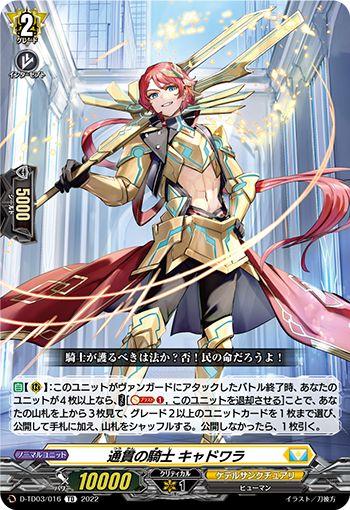 2
グレード
インターセプト
5000
シールド
騎士が護るべきは法か？否！民の命だろうよ！
【自】【(R)】：このユニットがヴァンガードにアタックしたバトル終了時、あなたの
ユニットが４枚以上なら、【コスト】[【CB】1, このユニットを退却させる]ことで、あ
なたの山札を上から３枚見て、グレード２以上のユニットカードを１枚まで選び、
公開して手札に加え、山札をシャッフルする。公開しなかったら、１枚引く。
ノーマルユニット
通貫の騎士 キャドワラ
D-TD03/016 TD 2022
パワー
10000
クリティカル
1
ケテルサンクチュアリ
ヒューマン
イラスト／刀彼方